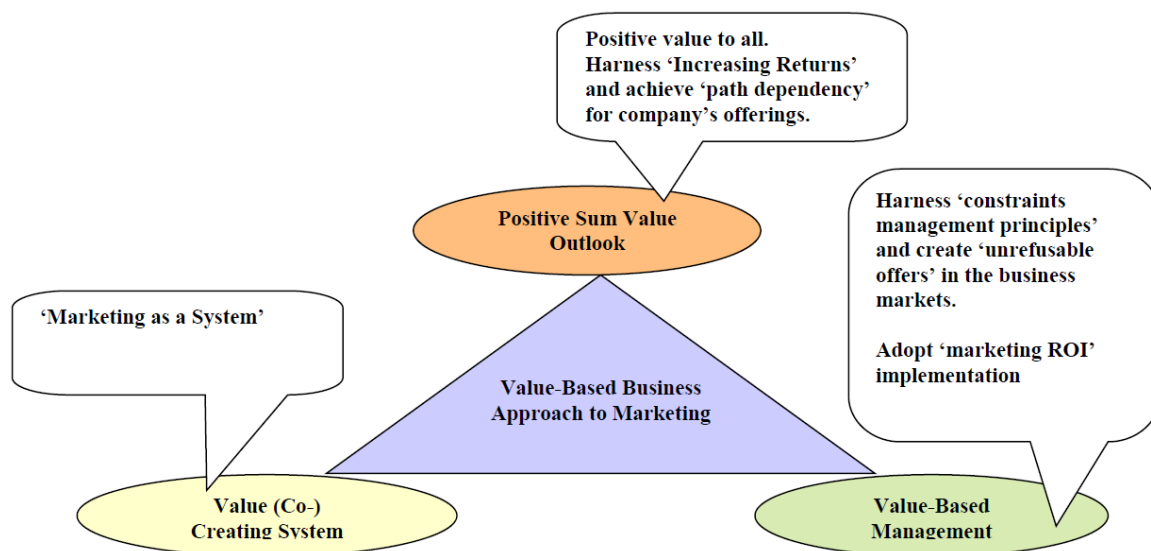 Positive value to all.
Harness ‘Increasing Returns’
and achieve ‘path dependency’
for company’s offerings.
Positive Sum Value
Outlook
Harness ‘constraints
management principles’
and create ‘unrefusable
offers’ in the business
markets.
Adopt ‘marketing ROI’
implementation
‘Marketing as a System’
Value-Based Business
Approach to Marketing
Value (Co-)
Creating System
Value-Based
Management